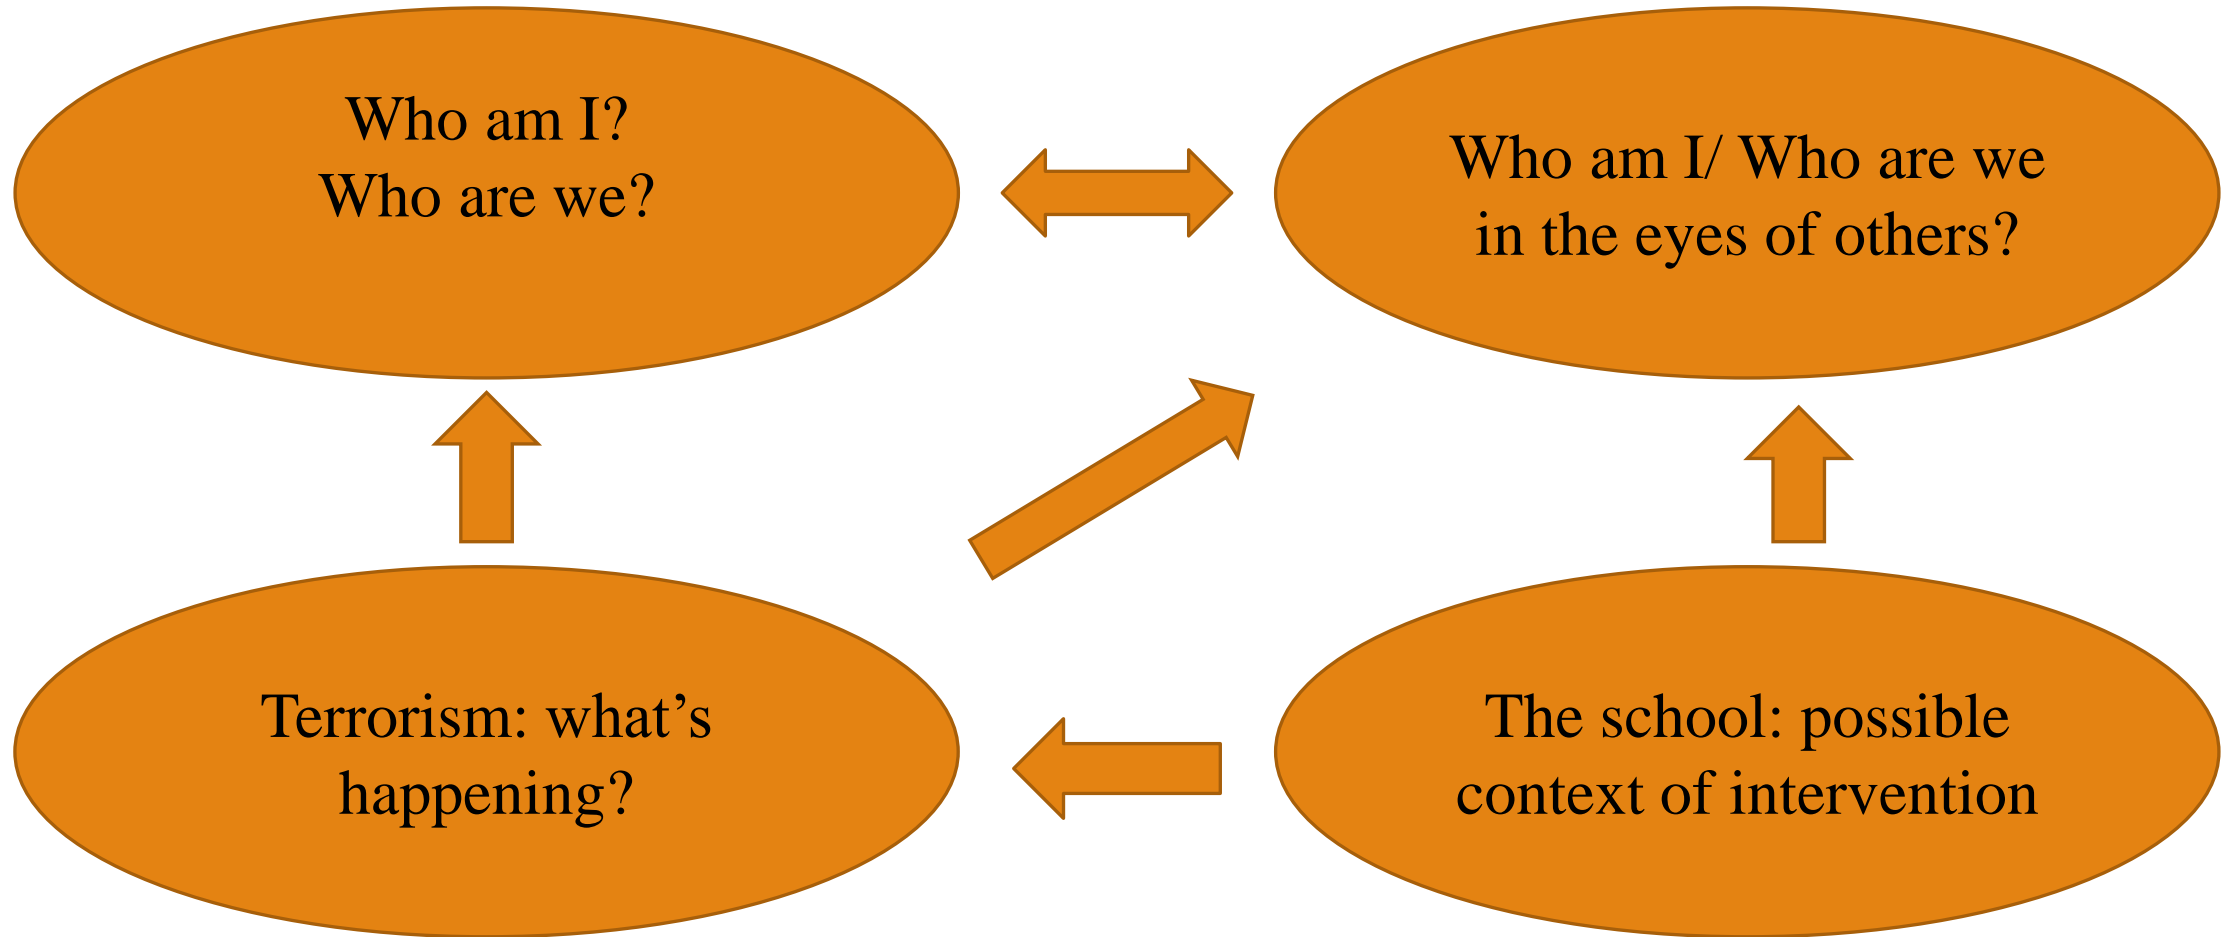 Who am I?
Who are we?
Who am I/ Who are we
in the eyes of others?
Terrorism: what’s
happening?
The school: possible
context of intervention